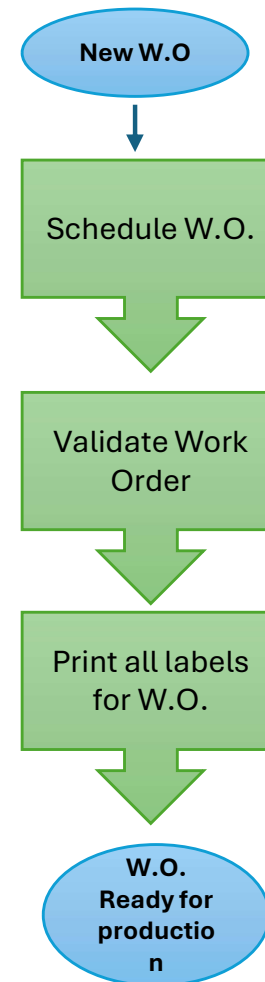 New W.O
Schedule W.O.
Validate Work
Order
Print all labels
for W.O.
W.O.
Ready for
productio
n